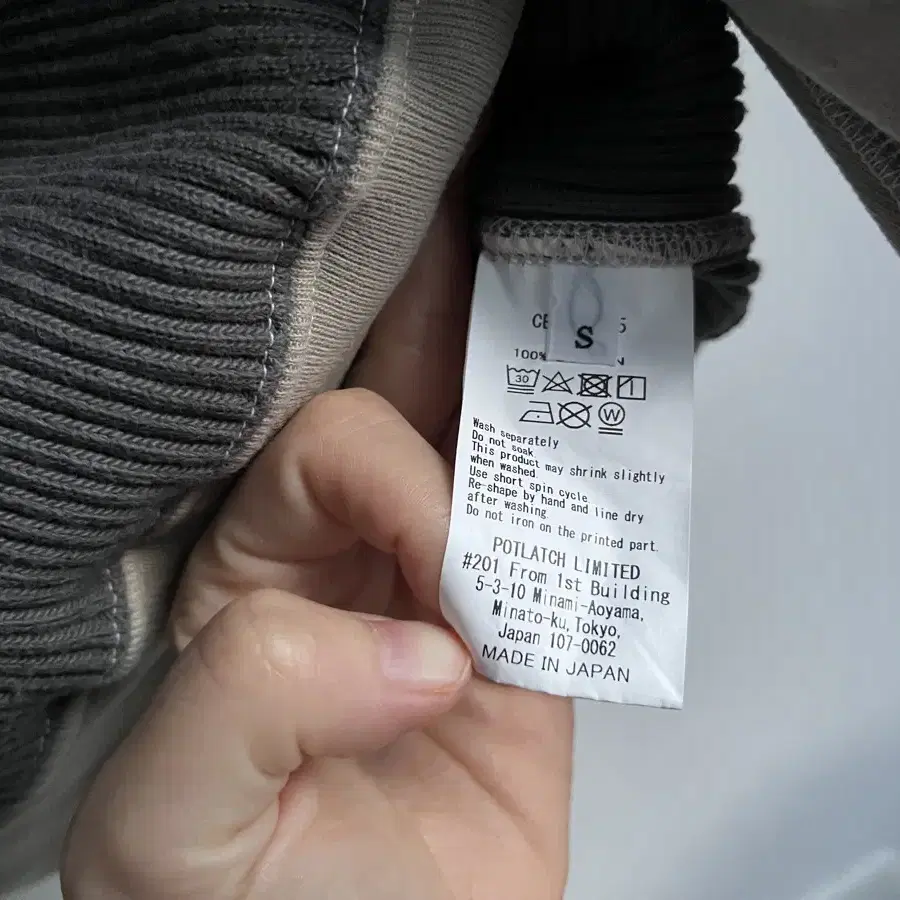 S
30
W
Wash separately
Do not soak.
This product may shrink slightly
when washed.
Use short spin cycle.
Re-shape by hand and line dry
after washing.
Do not iron on the printed part.
POTLATCH LIMITED
#201 From 1st Building
5-3-10 Minami-Aoyama,
Minato-ku, Tokyo,
Japan 107-0062
MADE IN JAPAN